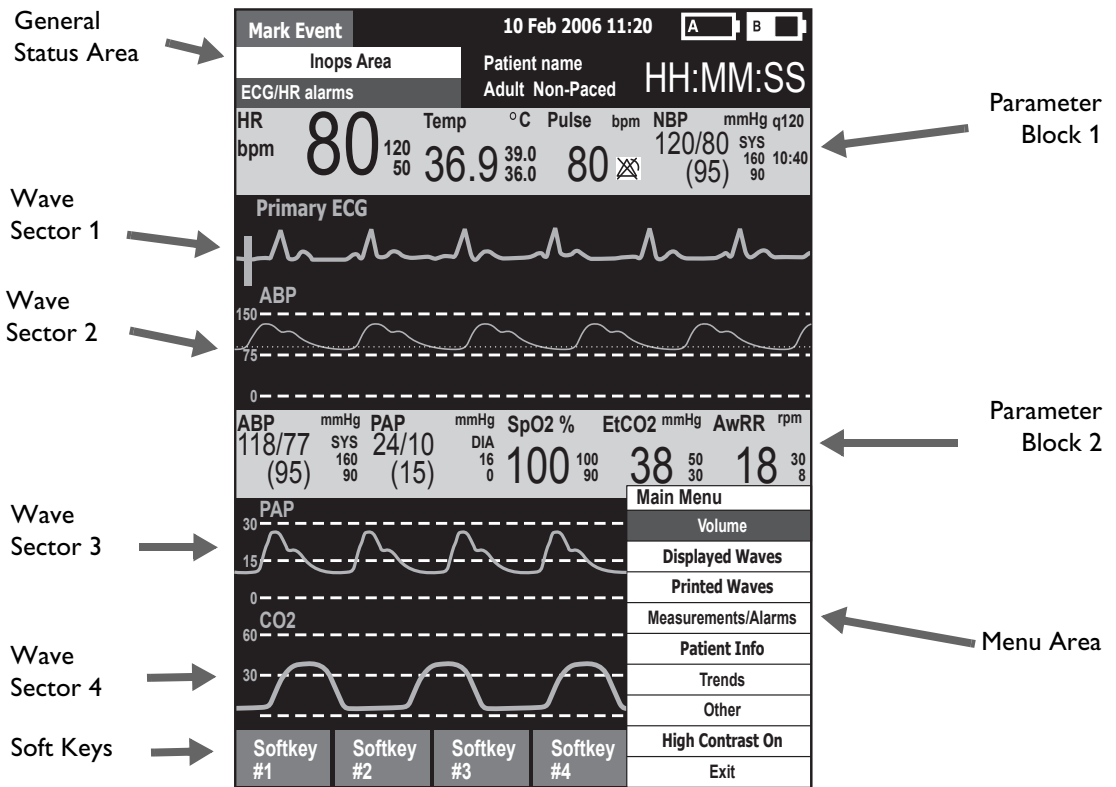 General
Status Area
Mark Event
10 Feb 2006 11:20
A
B
Inops Area
Patient name
HH:MM:SS
ECG/HR alarms
Adult Non-Paced
Parameter
Block 1
HR
bpm
80
120
50
Temp
°C
36.9
39.0
36.0
Pulse
bpm
80
NBP
mmHg q120
120/80
(95)
SYS
160
90
10:40
Wave
Sector 1
Primary ECG
Wave
Sector 2
ABP
150
75
0
Parameter
Block 2
ABP
mmHg
118/77
(95)
SYS
160
90
PAP
mmHg
24/10
(15)
DIA
16
0
SpO2 %
100
100
90
EtCO2 mmHg
38
50
30
AwRR rpm
18
30
8
Wave
Sector 3
PAP
30
15
0
Wave
Sector 4
CO2
60
30
Menu Area
Main Menu
Volume
Displayed Waves
Printed Waves
Measurements/Alarms
Patient Info
Trends
Other
High Contrast On
Exit
Soft Keys
Softkey
#1
Softkey
#2
Softkey
#3
Softkey
#4